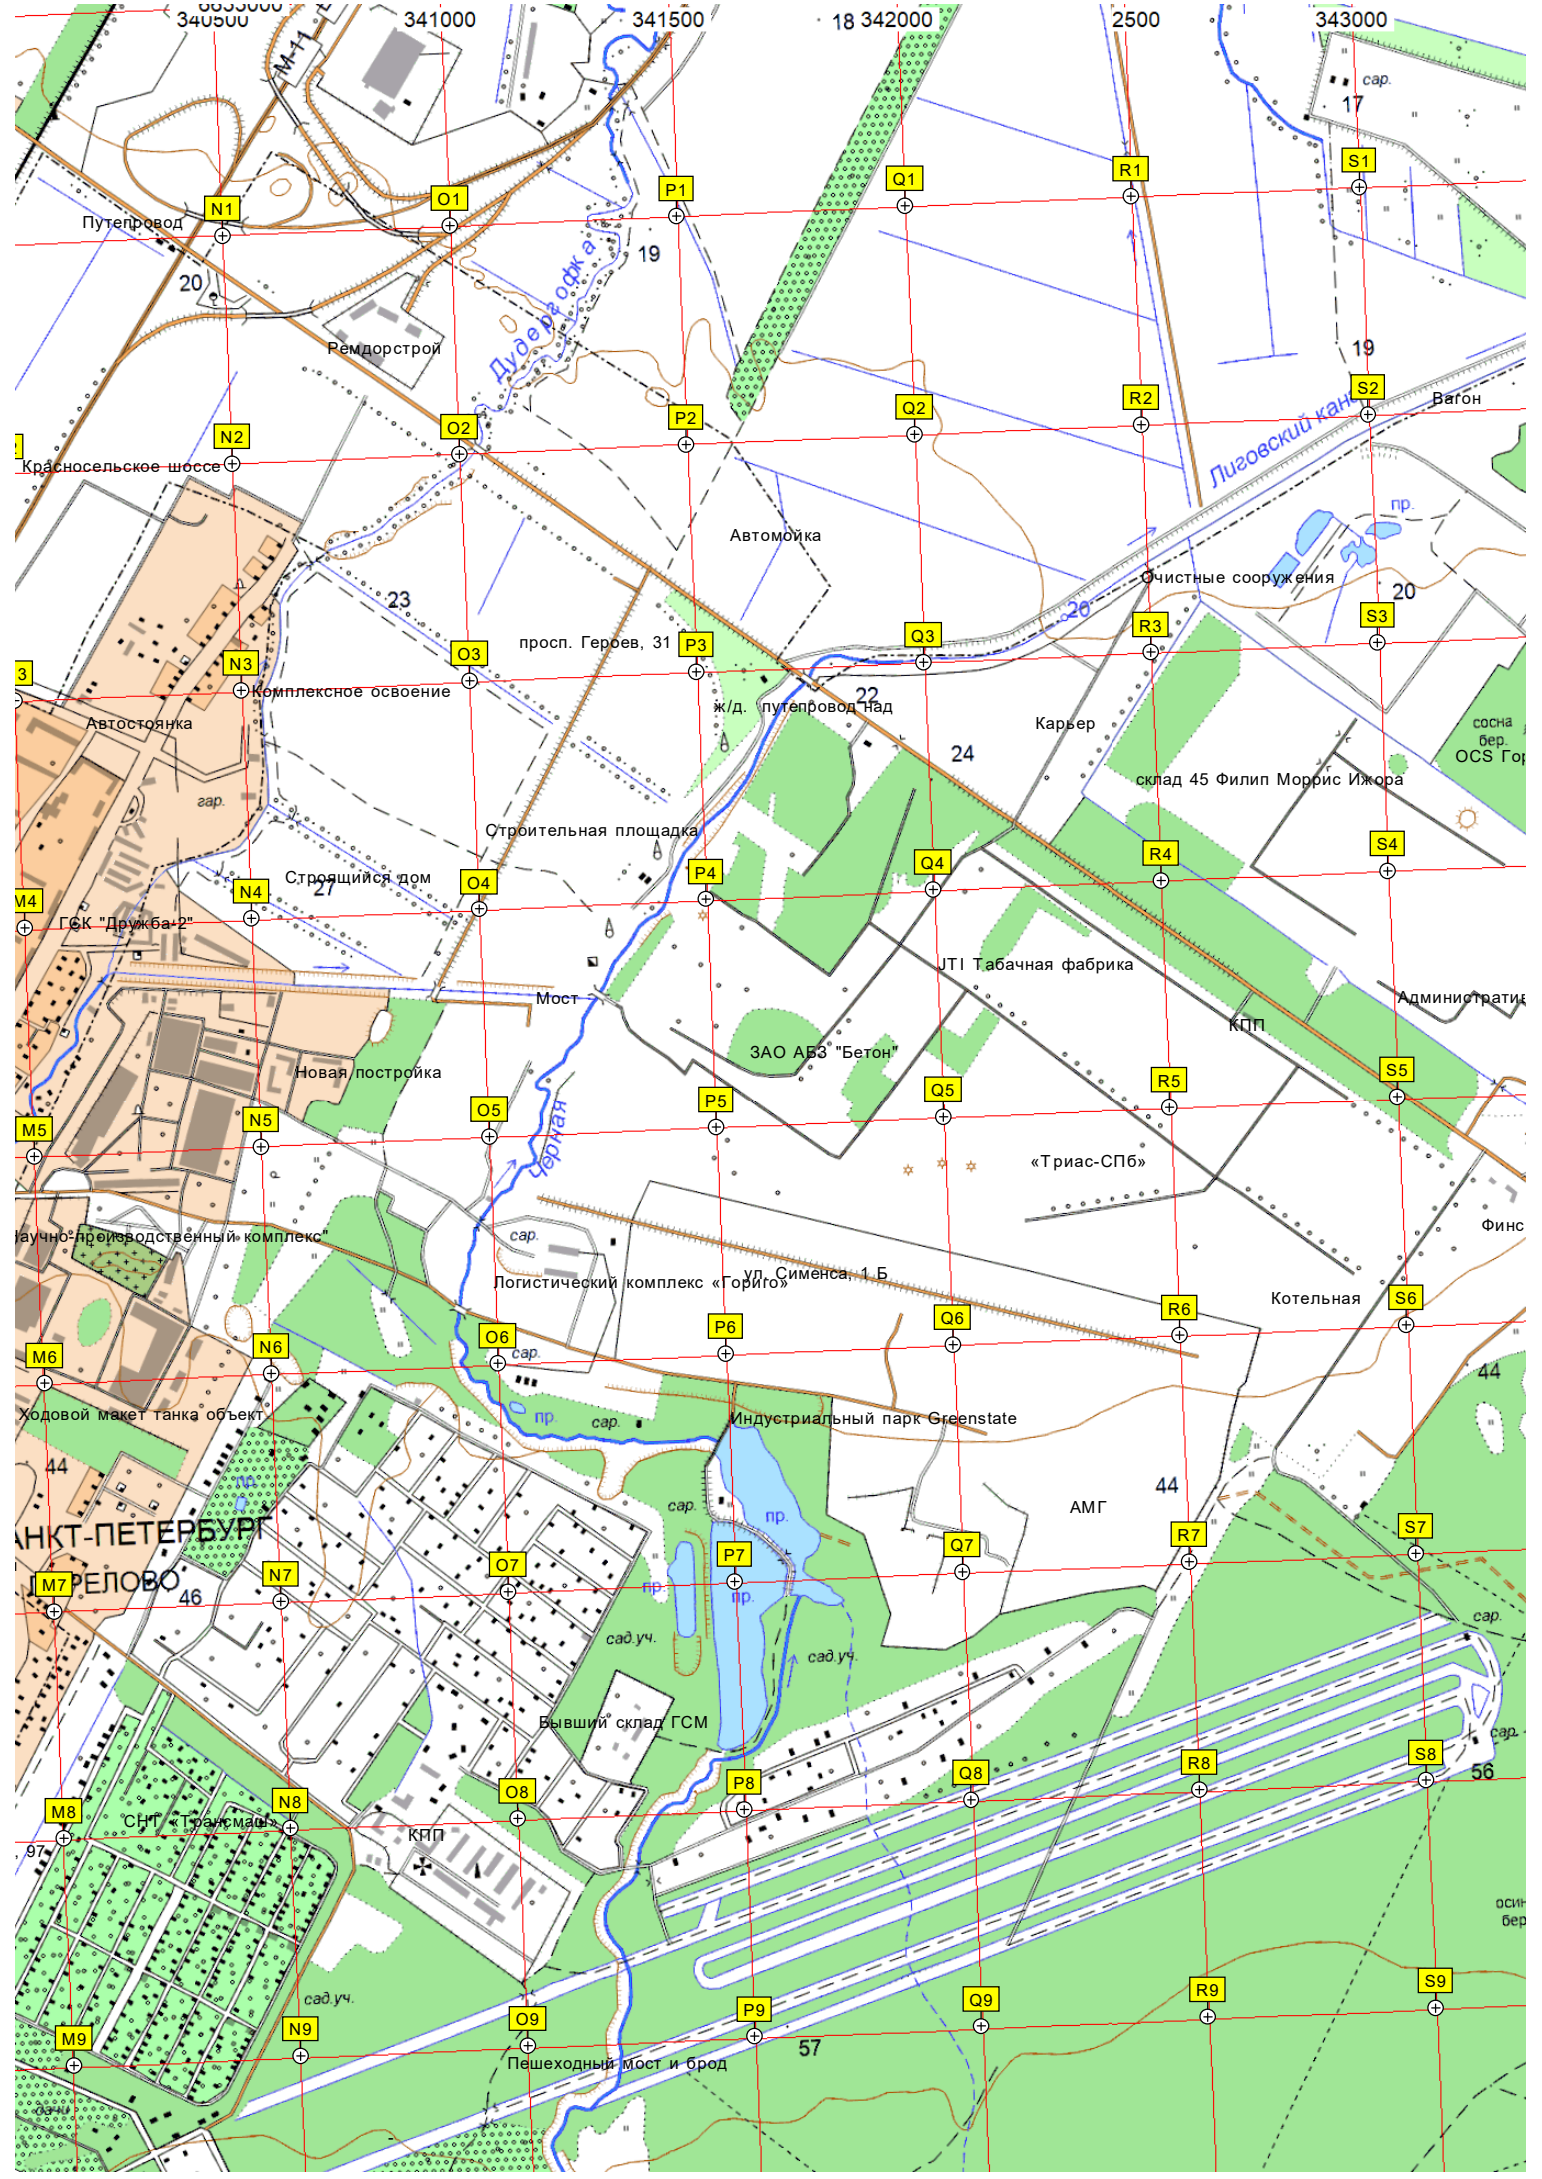 340500
341000
341500
18
342000
2500
343000
М-11
сар.
17
S1
R1
Q1
P1
O1
N1
Путепровод
19
20
Дудергофка
Ремдорстрой
19
S2
Вагон
R2
Q2
P2
O2
N2
Лиговский
Красносельское шоссе
пр.
Автомойка
Очистные сооружения
20
23
20
S3
R3
Q3
просп. Героев, 31
P3
O3
N3
3
Комплексное освоение
22
ж/д. путепровод над
Автостоянка
Карьер
сосна
бер.
24
склад 45 Филип Моррис Ижора
гар.
Строительная площадка
S4
R4
Q4
P4
O4
Строящийся дом
27
N4
M4
ГСК "Дружба-2"
JTI Табачная фабрика
Мост
КПП
ЗАО АБЗ "Бетон"
Новая постройка
S5
R5
Q5
P5
O5
N5
M5
Черная
«Триас-СПб»
сар.
Логистический комплекс «Гориго»
ул. Сименса, 1 Б
Котельная
S6
R6
Q6
P6
O6
N6
M6
сар.
44
Ходовой макет танка объект
пр.
сар.
Индустриальный парк Greenstate
44
пр.
44
АМГ
сар.
пр.
S7
R7
Q7
P7
O7
N7
M7
46
пр.
пр.
сар.
сад.уч.
сад.уч.
Бывший склад ГСМ
сар.
S8
56
R8
Q8
P8
O8
N8
M8
СНТ «Трансмаш»
КПП
97
сад.уч.
S9
R9
Q9
P9
O9
N9
M9
57
Пешеходный мост и брод
дачи